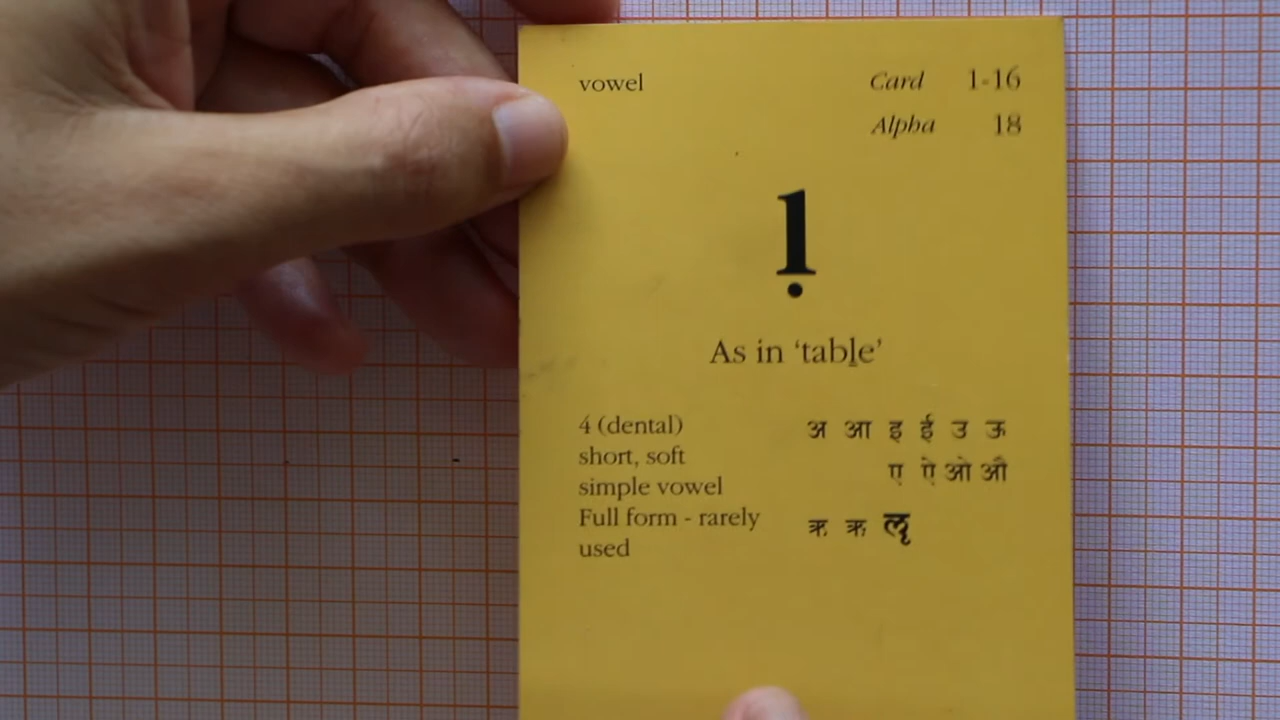 vowel
Card 1-16
Alpha 18
ḷ
As in ‘table’
4 (dental)
short, soft
simple vowel
Full form - rarely
used
अ आ इ ई उ ऊ
ए ऐ ओ औ
ऋ ऋ ऌ